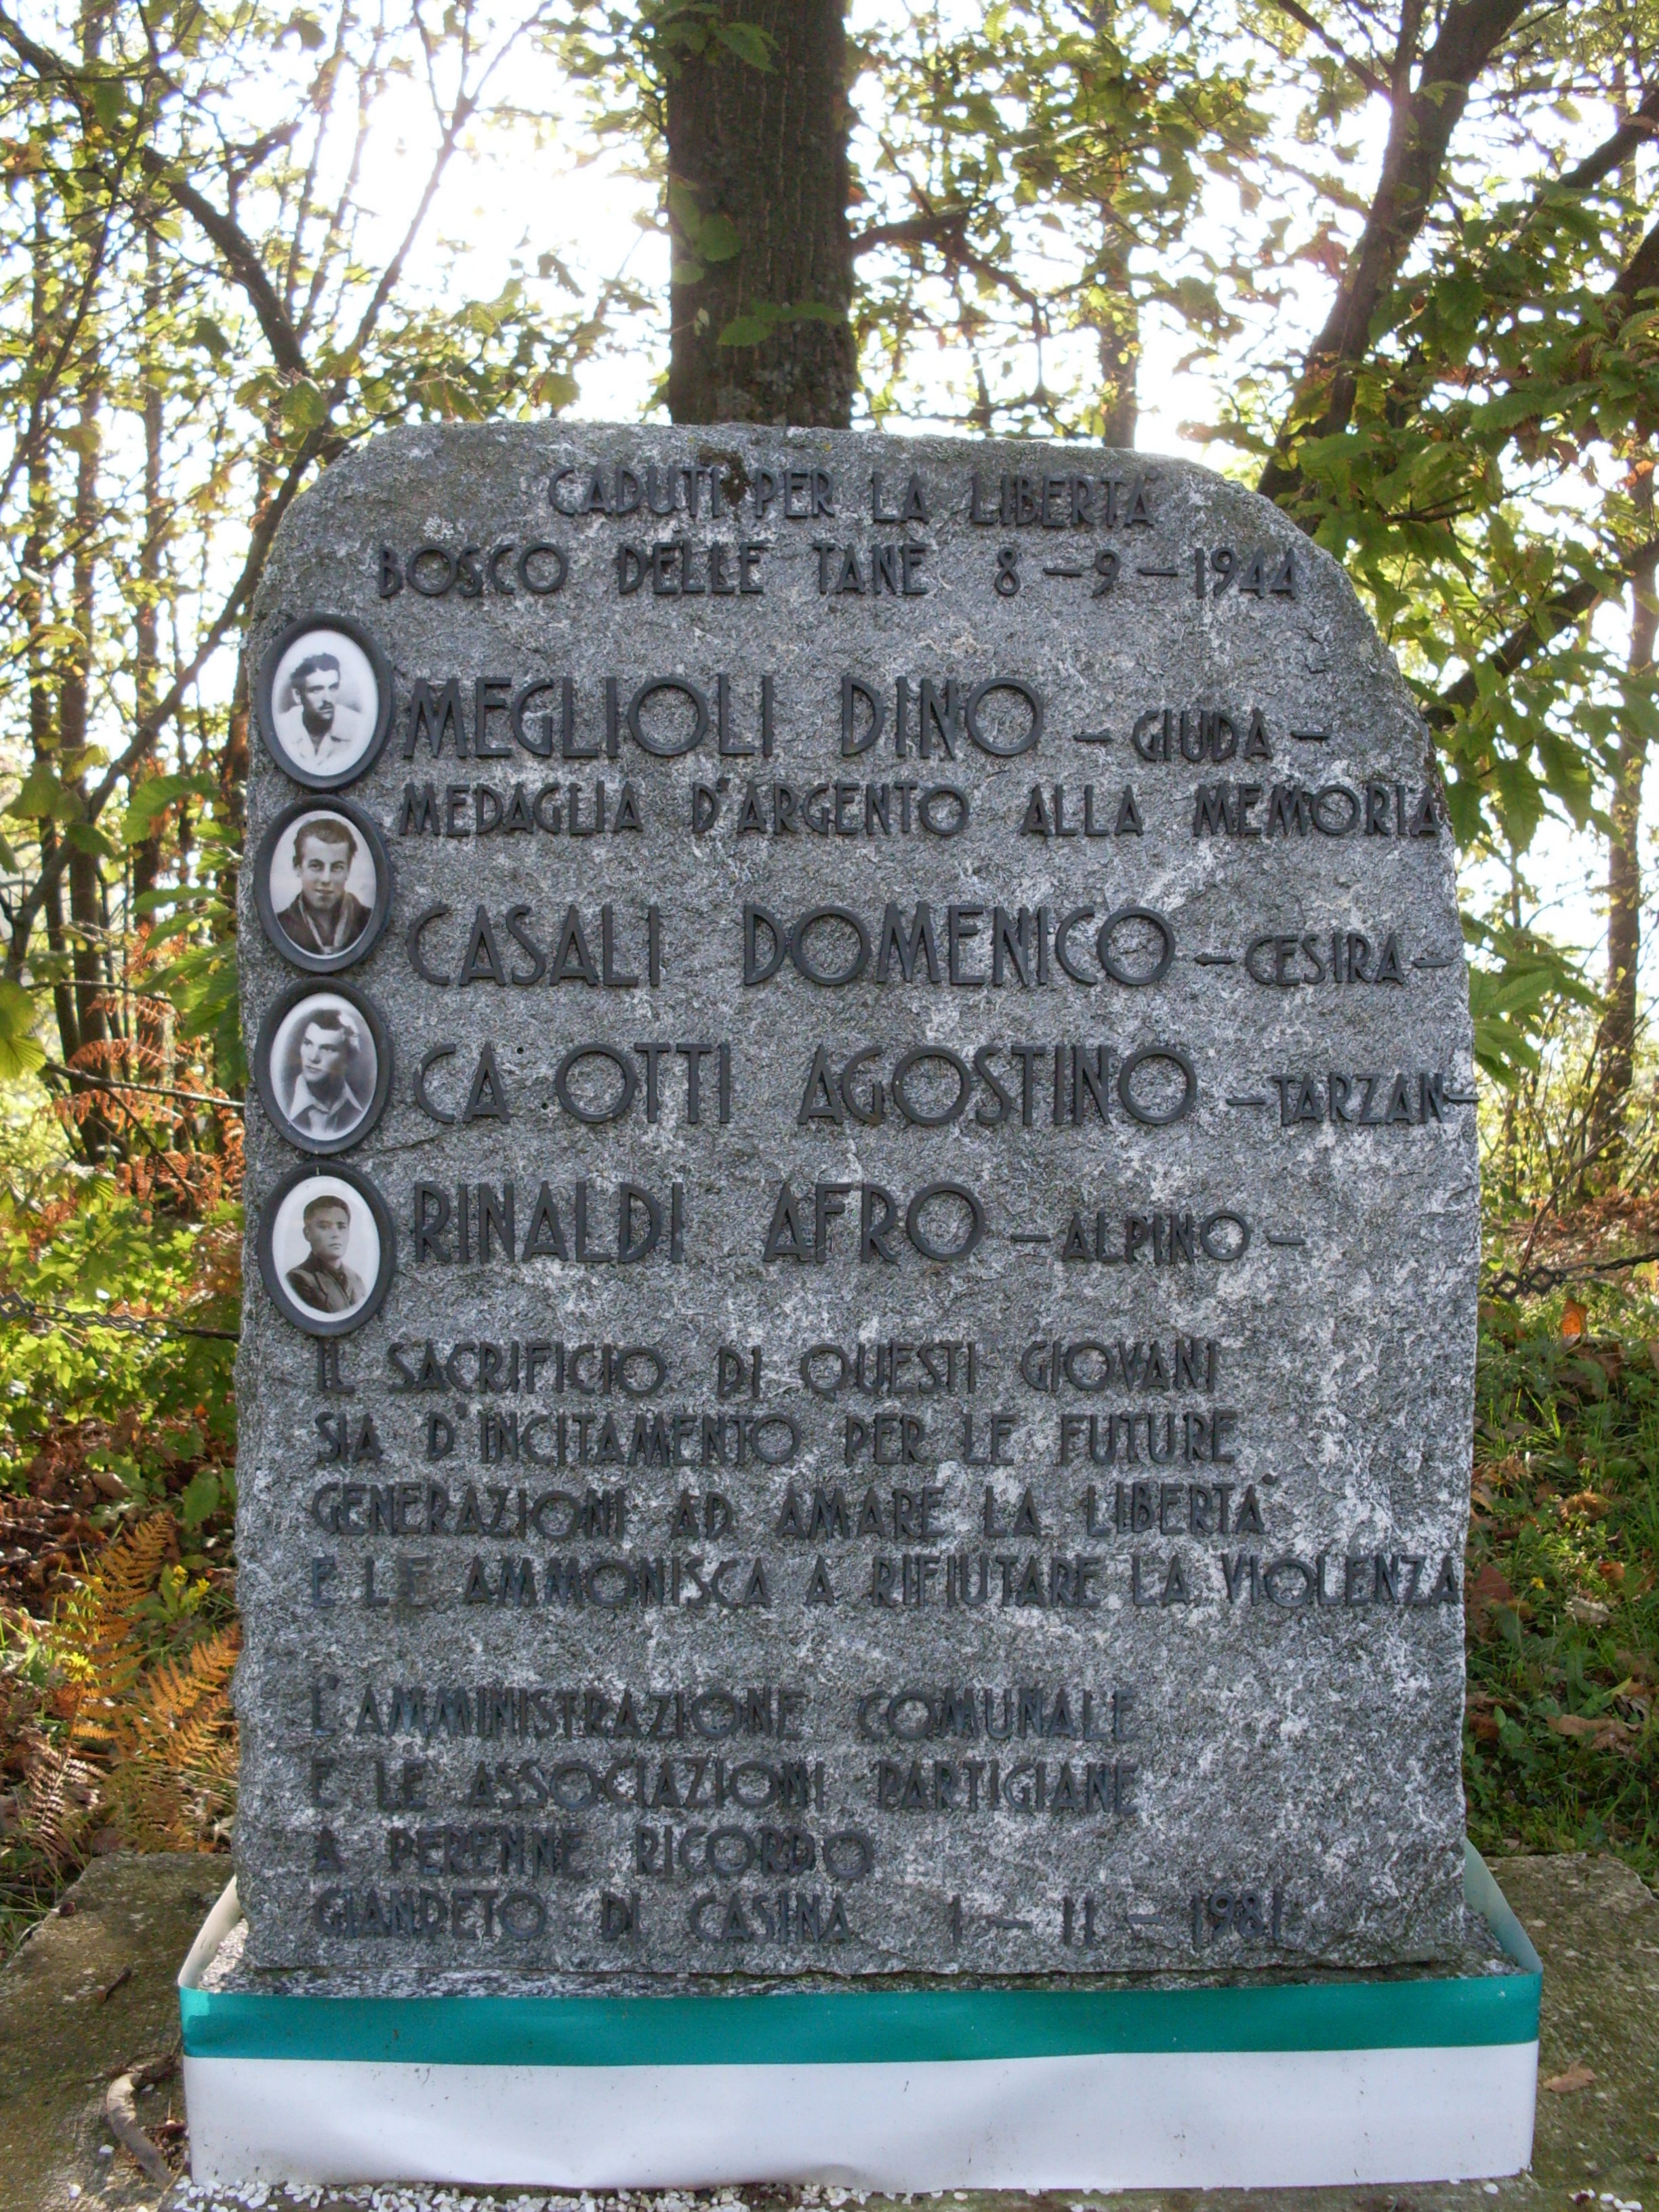 CADUTI PER LA LIBERTA'
BOSCO DELLE TANE 8-9-1944
MEGLIOLI DINO - GIUDA -
MEDAGLIA D'ARGENTO ALLA MEMORIA
CASALI DOMENICO - CESIRA -
CA OTTI AGOSTINO - TARZAN -
RINALDI AFRO - ALPINO -
IL SACRIFICIO DI QUESTI GIOVANI
SIA D'INCITAMENTO PER LE FUTURE
GENERAZIONI AD AMARE LA LIBERTA'
E LE AMMONISCA A RIFIUTARE LA VIOLENZA
L'AMMINISTRAZIONE COMUNALE
E LE ASSOCIAZIONI PARTIGIANE
A PERENNE RICORDO
GIANDETO DI CASINA 1-11-1981